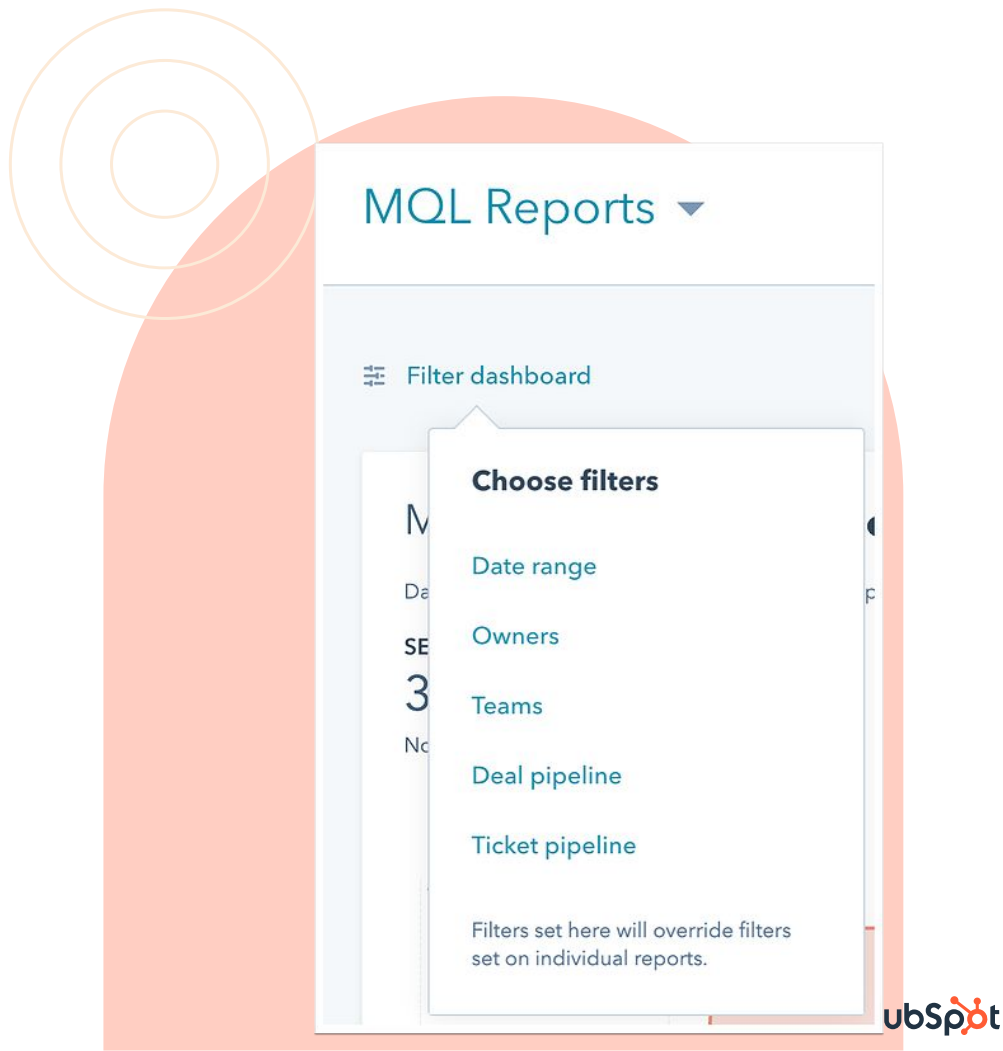 MQL Reports
Filter dashboard
Choose filters
Date range
Owners
Teams
Deal pipeline
Ticket pipeline
Filters set here will override filters
set on individual reports.
ubSpot